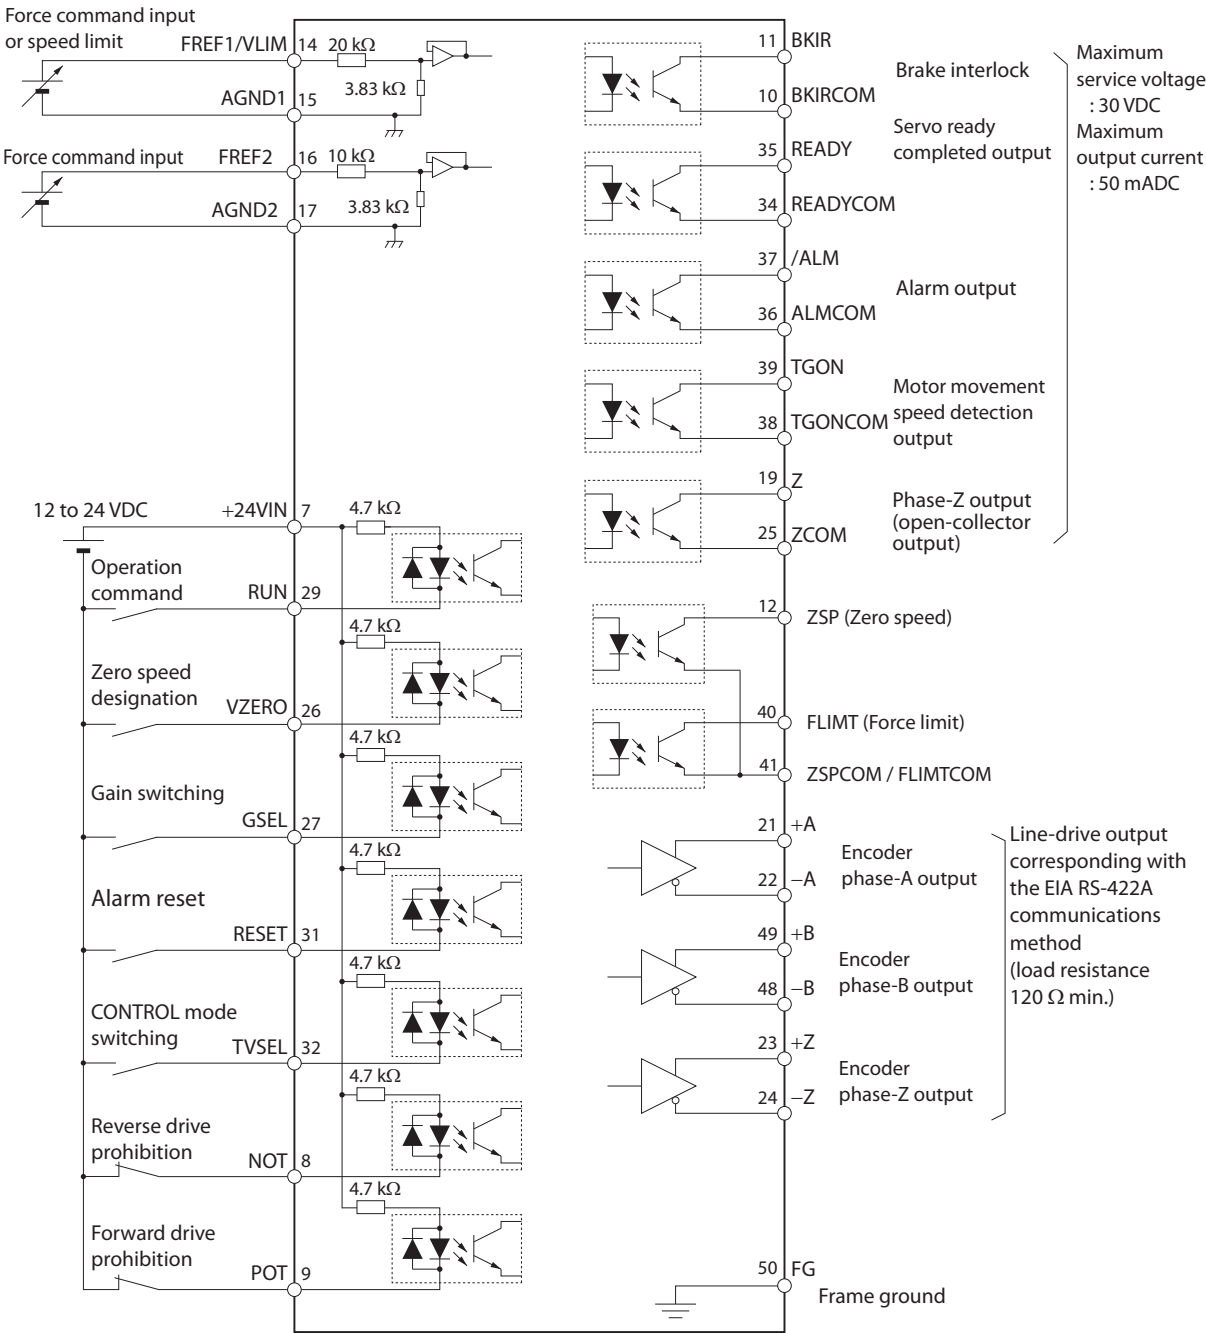 Force command input
or speed limit
FREF1/VLIM 14 20 kΩ
3.83 kΩ
AGND1 15
Force command input
FREF2 16 10 kΩ
3.83 kΩ
AGND2 17
12 to 24 VDC
+24VIN 7 4.7 kΩ
Operation
command
RUN 29
4.7 kΩ
Zero speed
designation
VZERO 26
4.7 kΩ
Gain switching
GSEL 27
4.7 kΩ
Alarm reset
RESET 31
4.7 kΩ
CONTROL mode
switching
TVSEL 32
4.7 kΩ
Reverse drive
prohibition
NOT 8
4.7 kΩ
Forward drive
prohibition
POT 9
11 BKIR
Brake interlock
10 BKIRCOM
Servo ready
completed output
35 READY
34 READYCOM
37 /ALM
Alarm output
36 ALMCOM
39 TGON
Motor movement
speed detection
output
38 TGONCOM
19 Z
Phase-Z output
(open-collector
output)
25 ZCOM
Maximum
service voltage
: 30 VDC
Maximum
output current
: 50 mADC
12 ZSP (Zero speed)
40 FLIMT (Force limit)
41 ZSPCOM / FLIMTCOM
21 +A
Encoder
phase-A output
22 −A
49 +B
Encoder
phase-B output
48 −B
23 +Z
Encoder
phase-Z output
24 −Z
Line-drive output
corresponding with
the EIA RS-422A
communications
method
(load resistance
120 Ω min.)
50 FG
Frame ground